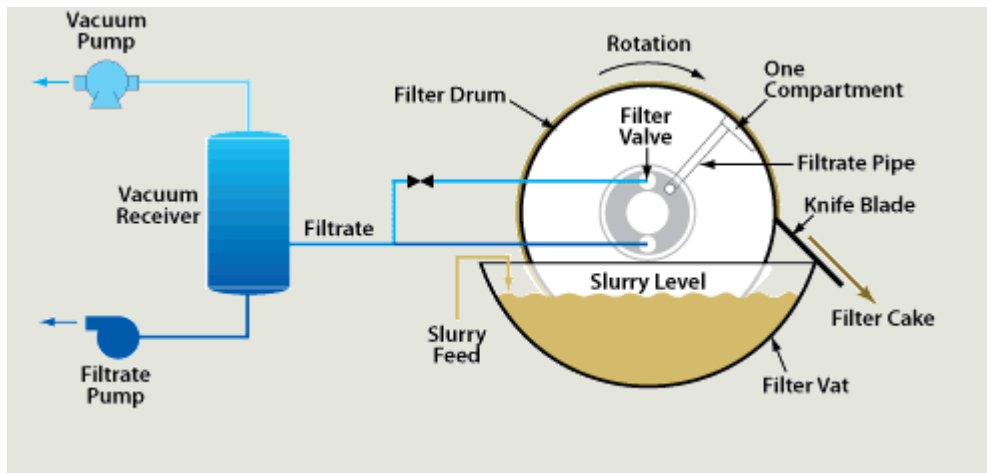 Vacuum
Pump
Rotation
One
Compartment
Filter Drum
Filter
Valve
Filtrate Pipe
Vacuum
Receiver
Knife Blade
Filtrate
Slurry Level
Slurry
Feed
Filter Cake
Filtrate
Pump
Filter Vat